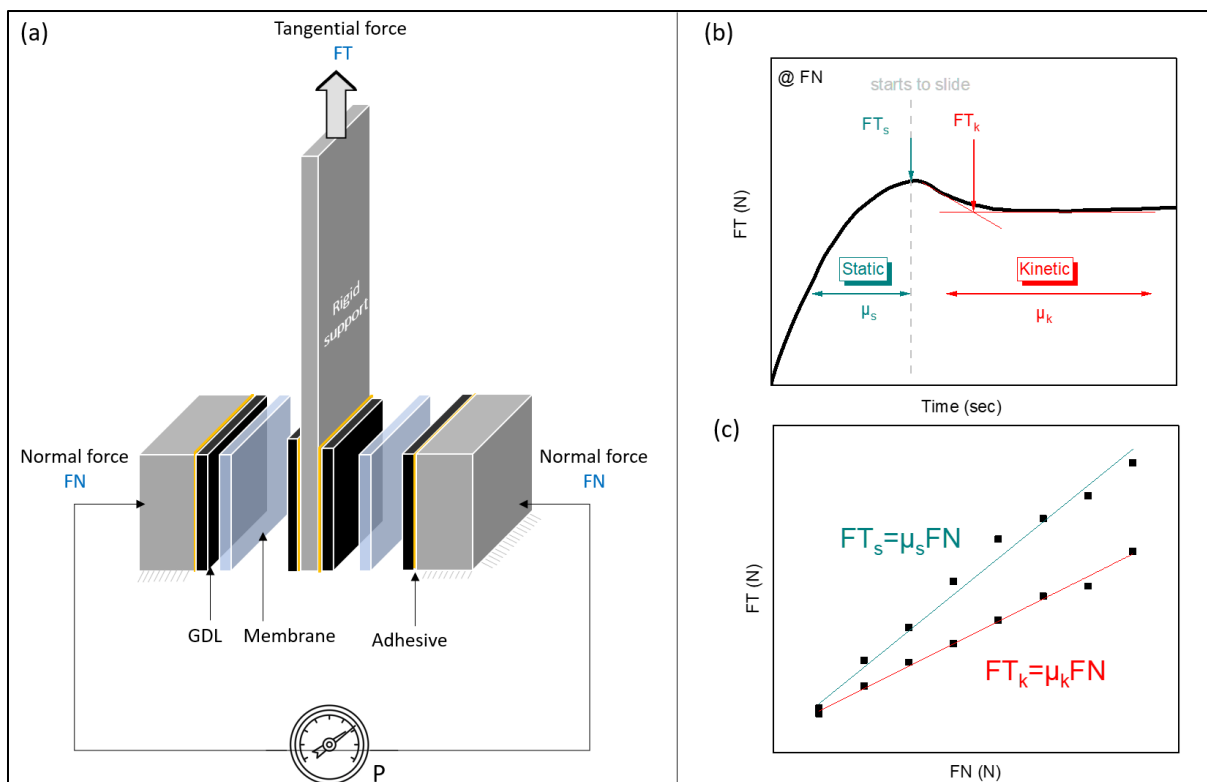 (a)
Tangential force
FT
Rigid
support
Normal force
FN
Normal force
FN
GDL
Membrane
Adhesive
P
(b)
@ FN
starts to slide
FTs
FTk
Static
μs
Kinetic
μk
FT (N)
Time (sec)
(c)
FTs=μsFN
FTk=μkFN
FT (N)
FN (N)